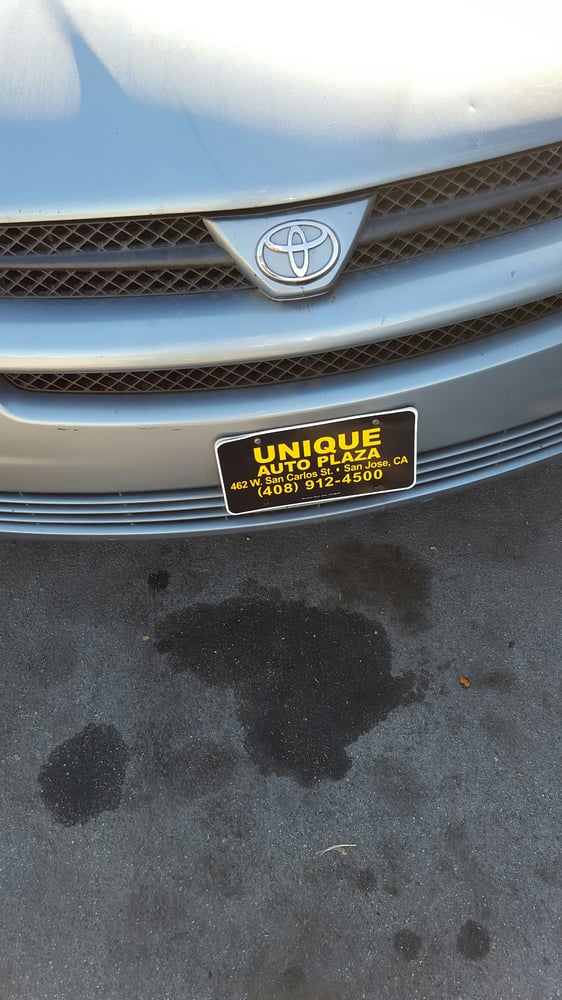 UNIQUE
AUTO PLAZA
462 W. San Carlos St. • San Jose, CA
(408) 912-4500